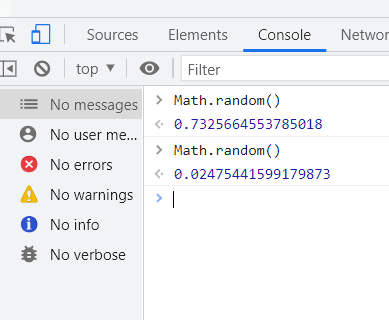 Sources Elements Console Networ
top Filter
No messages
No user me...
No errors
No warnings
No info
No verbose
Math.random()
0.7325664553785018
Math.random()
0.02475441599179873